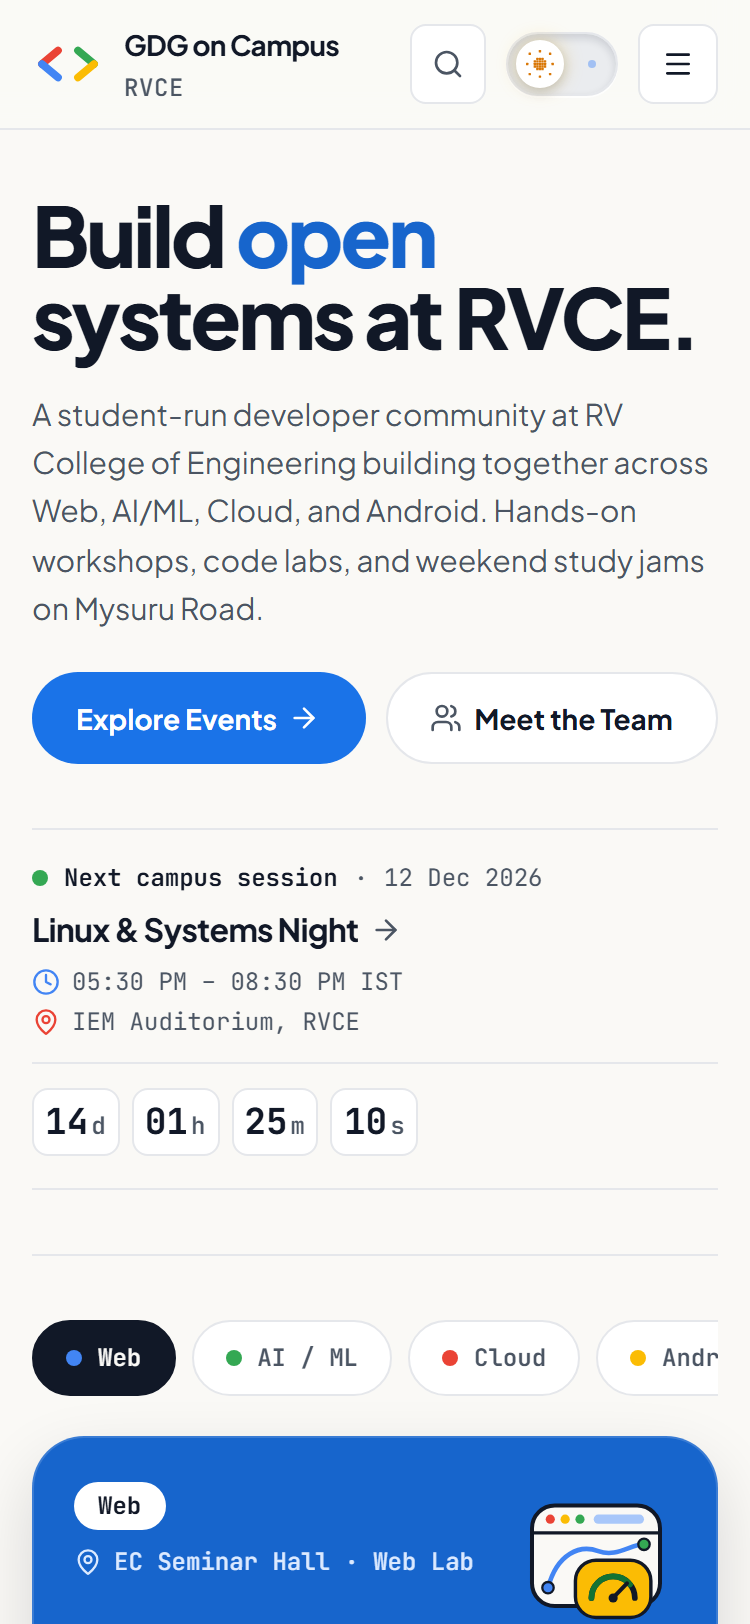 GDG on Campus
RVCE
Build open
systems at RVCE.
A student-run developer community at RV
College of Engineering building together across
Web, AI/ML, Cloud, and Android. Hands-on
workshops, code labs, and weekend study jams
on Mysuru Road.
Explore Events → Meet the Team
Next campus session · 12 Dec 2026
Linux & Systems Night →
05:30 PM – 08:30 PM IST
IEM Auditorium, RVCE
14d 01h 25m 10s
Web AI / ML Cloud Andr
Web
EC Seminar Hall · Web Lab